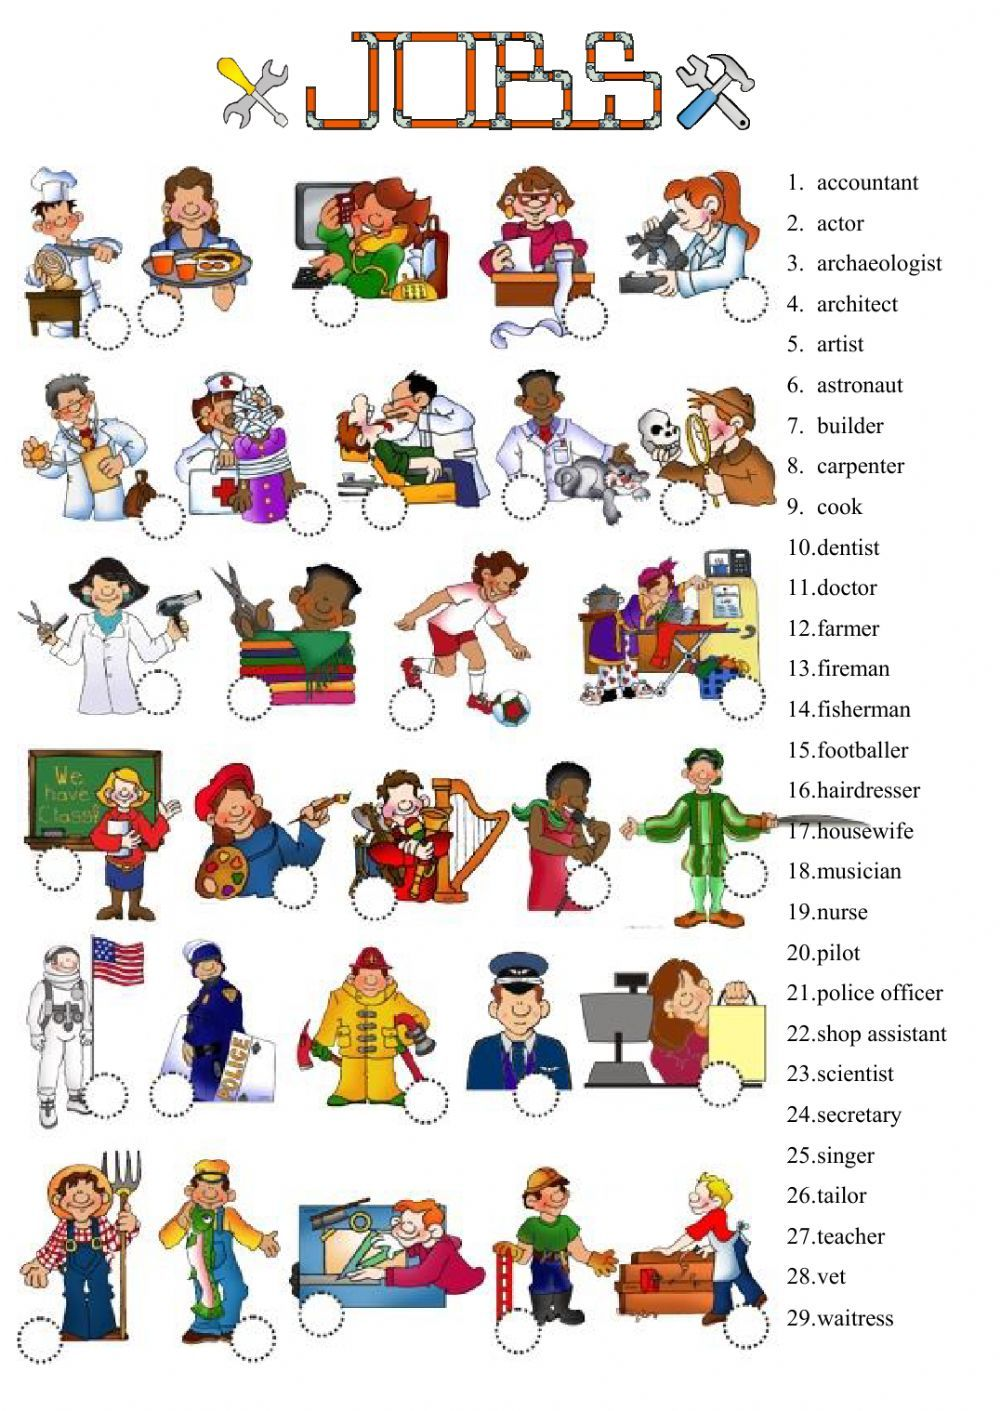 JOBS
1. accountant
2. actor
3. archaeologist
4. architect
5. artist
6. astronaut
7. builder
8. carpenter
9. cook
10.dentist
11.doctor
12.farmer
13.fireman
14.fisherman
15.footballer
16.hairdresser
17.housewife
18.musician
19.nurse
20.pilot
21.police officer
22.shop assistant
23.scientist
24.secretary
25.singer
26.tailor
27.teacher
28.vet
29.waitress
We
have
Class!
POLICE